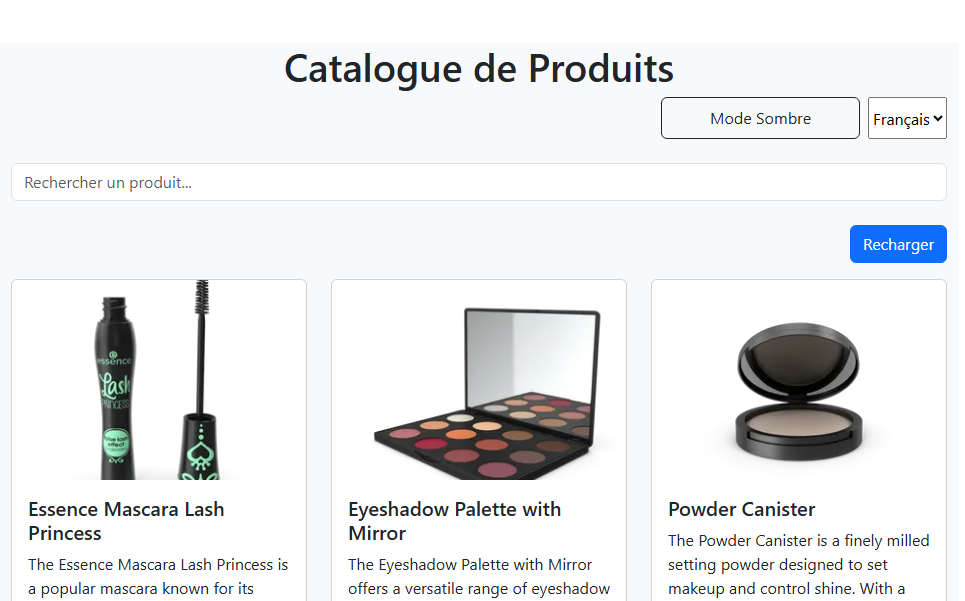 Catalogue de Produits
Mode Sombre
Français
Rechercher un produit...
Recharger
essence
Lash
PRINCESS
false lash
effect
Essence Mascara Lash
Princess
The Essence Mascara Lash Princess is
a popular mascara known for its
Eyeshadow Palette with
Mirror
The Eyeshadow Palette with Mirror
offers a versatile range of eyeshadow
Powder Canister
The Powder Canister is a finely milled
setting powder designed to set
makeup and control shine. With a